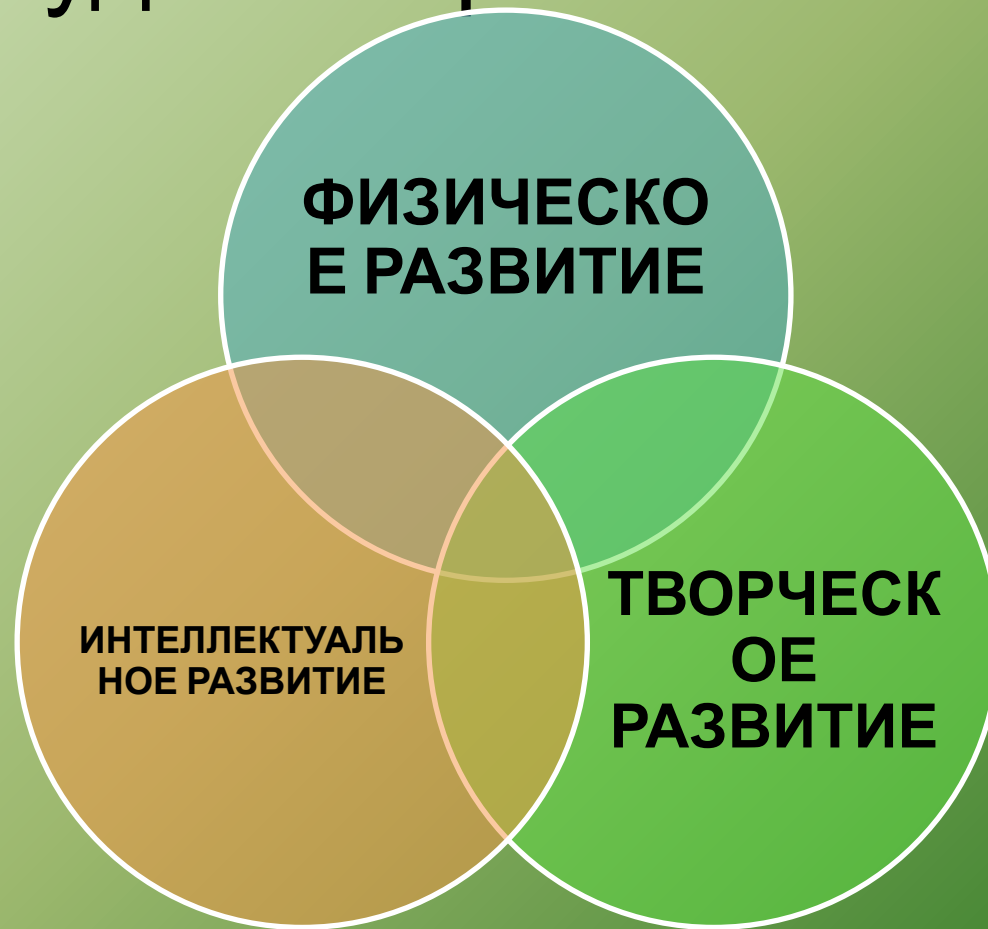 ФИЗИЧЕСКО
Е РАЗВИТИЕ
ИНТЕЛЛЕКТУАЛЬ
НОЕ РАЗВИТИЕ
ТВОРЧЕСК
ОЕ
РАЗВИТИЕ